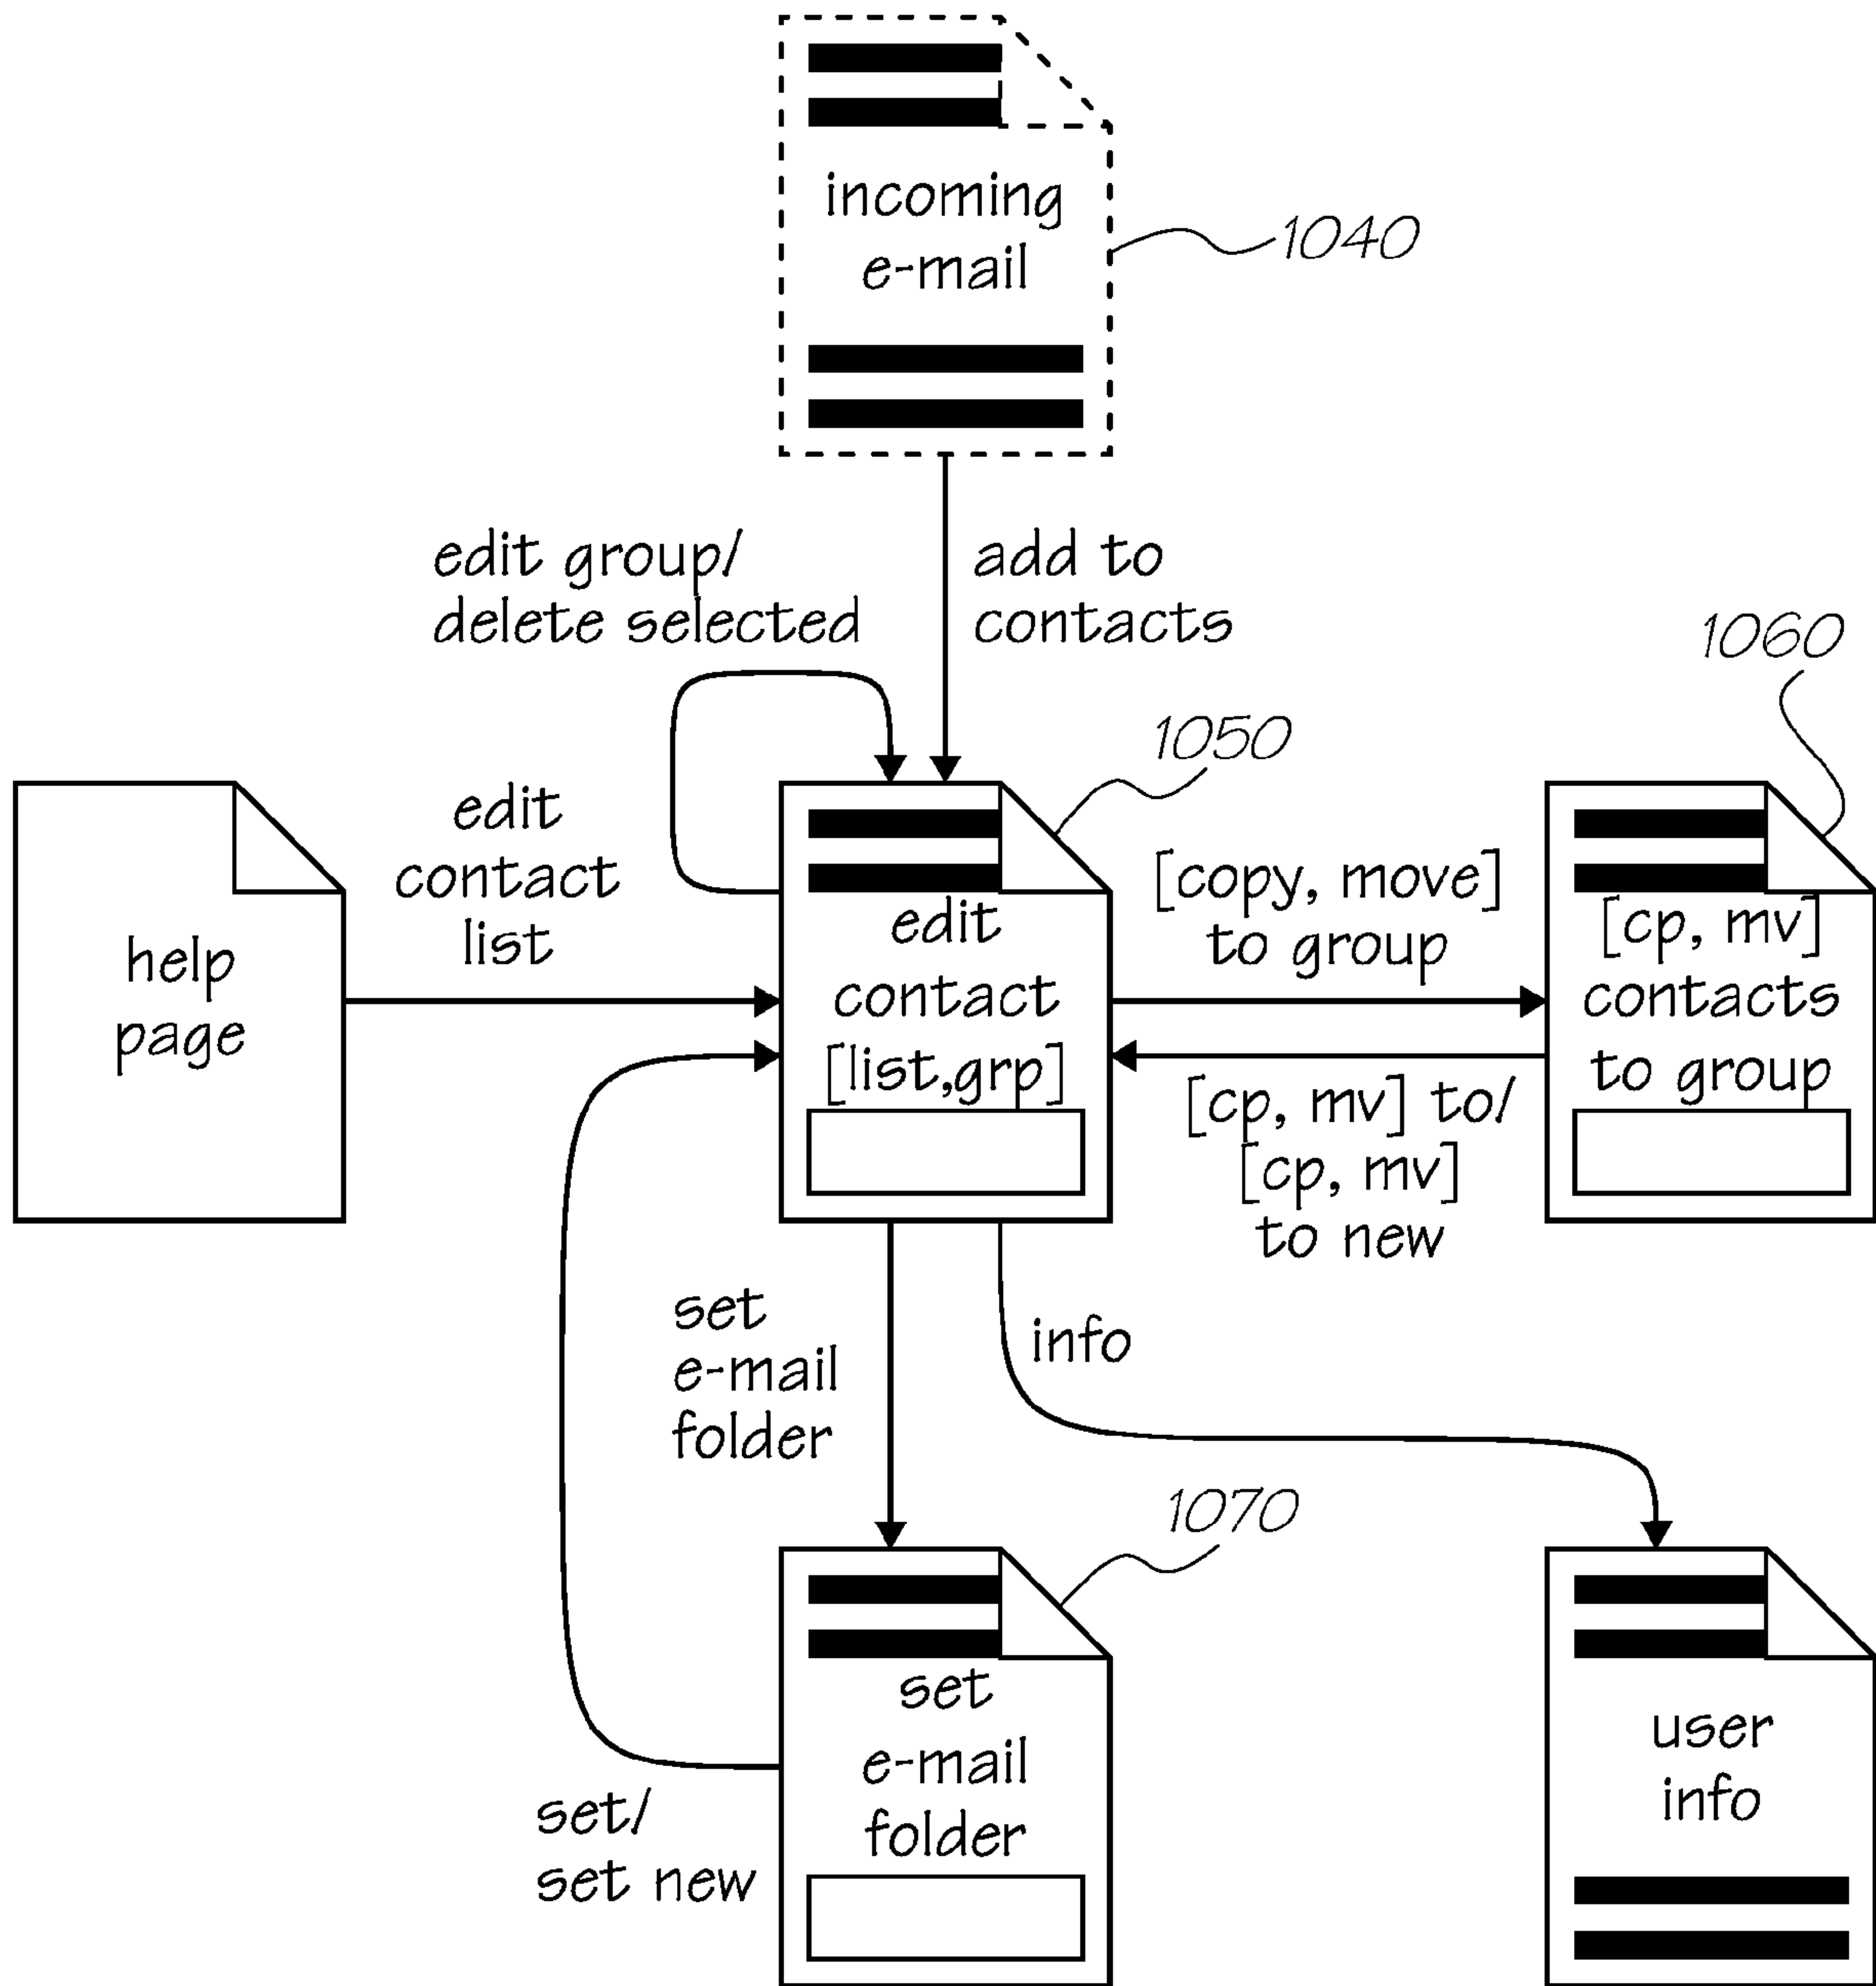 incoming
e-mail
1040
edit group/
delete selected
add to
contacts
1060
1050
edit
contact
list
help
page
edit
contact
[list,grp]
[copy, move]
to group
[cp, mv]
contacts
to group
[cp, mv] to/
[cp, mv]
to new
set
e-mail
folder
info
1070
set/
set new
set
e-mail
folder
user
info